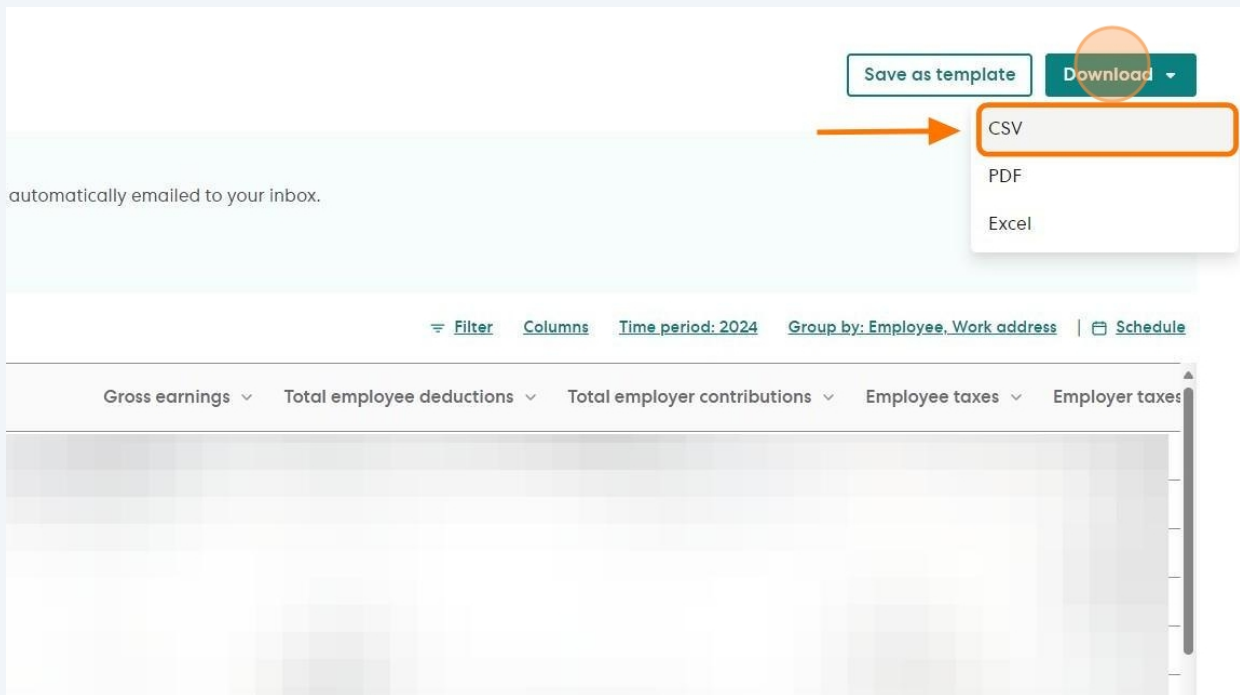 Save as template
Download
CSV
PDF
Excel
automatically emailed to your inbox.
Filter Columns Time period: 2024 Group by: Employee, Work address | Schedule
Gross earnings Total employee deductions Total employer contributions Employee taxes Employer taxes